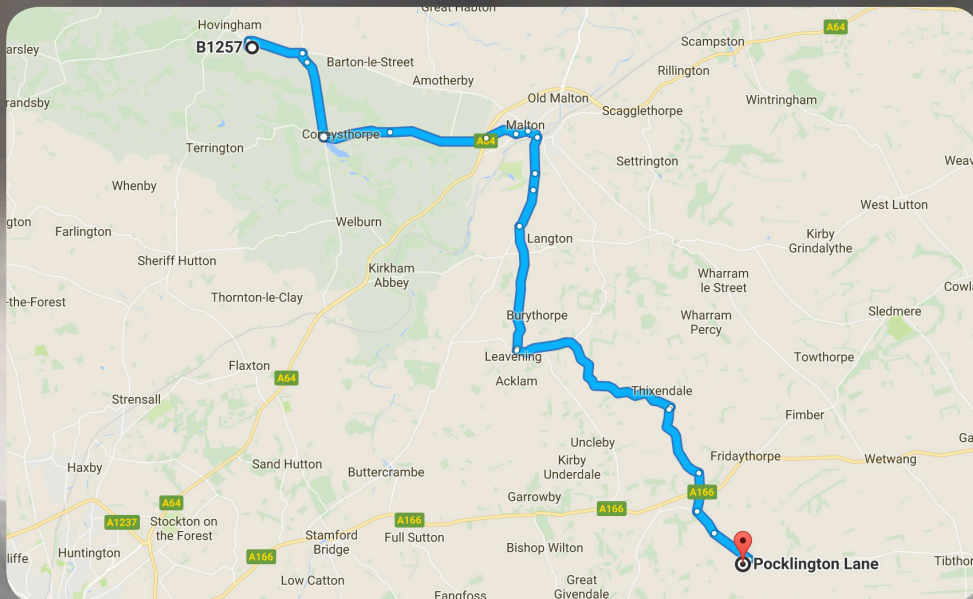 Great Habton
Hovingham
A64
B1257
Scampston
arsley
Barton-le-Street
Rillington
Amotherby
randsby
Old Malton
Wintringham
Scagglethorpe
Malton
Coneysthorpe
A64
Terrington
Settrington
Weav
Whenby
West Lutton
gton
Welburn
Farlington
Langton
Kirby
Grindalythe
Sheriff Hutton
Kirkham
Abbey
Wharram
le Street
-the-Forest
Thornton-le-Clay
Cowl
Burythorpe
Wharram
Percy
Sledmere
Leavening
Towthorpe
Flaxton
A64
Acklam
Thixendale
Strensall
Fimber
Uncleby
Ga
Haxby
Sand Hutton
Buttercrambe
Kirby
Underdale
Fridaythorpe
Wetwang
A64
Garrowby
A166
A1237
Stockton on
the Forest
A166
A166
Stamford
Bridge
Full Sutton
Bishop Wilton
liffe
Huntington
A166
Pocklington Lane
Tibtho
Low Catton
Great
Givendale
Fangfoss